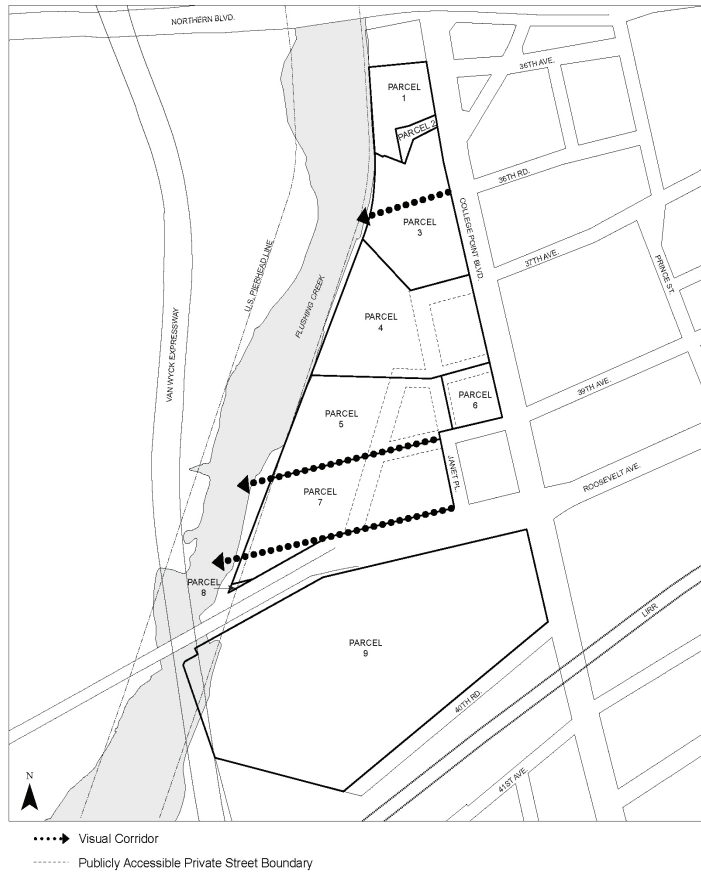 NORTHERN BLVD.
36TH AVE.
PARCEL
1
PARCEL 2
36TH RD.
COLLEGE POINT BLVD.
PARCEL
3
37TH AVE.
PRINCE ST.
U.S. PIERHEAD LINE
FLUSHING CREEK
VAN WYCK EXPRESSWAY
PARCEL
4
39TH AVE.
PARCEL
6
PARCEL
5
JANET PL.
ROOSEVELT AVE.
PARCEL
7
PARCEL
8
LIRR
PARCEL
9
40TH RD.
41ST AVE.
N
Visual Corridor
Publicly Accessible Private Street Boundary